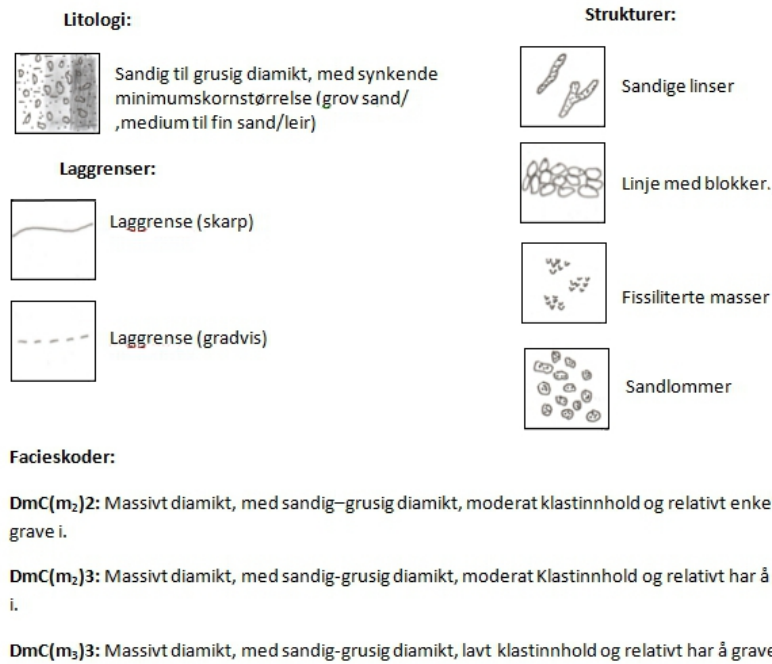 Litologi:
Sandig til grusig diamikt, med synkende
minimumskornstørrelse (grov sand/
,medium til fin sand/leir)
Laggrenser:
Laggrense (skarp)
Laggrense (gradvis)
Strukturer:
Sandige linser
Linje med blokker.
Fissiliterte masser
Sandlommer
Facieskoder:
DmC(m₂)2: Massivt diamikt, med sandig–grusig diamikt, moderat klastinnhold og relativt enke
grave i.
DmC(m₂)3: Massivt diamikt, med sandig-grusig diamikt, moderat Klastinnhold og relativt har å
i.
DmC(m₃)3: Massivt diamikt, med sandig-grusig diamikt, lavt klastinnhold og relativt har å grave